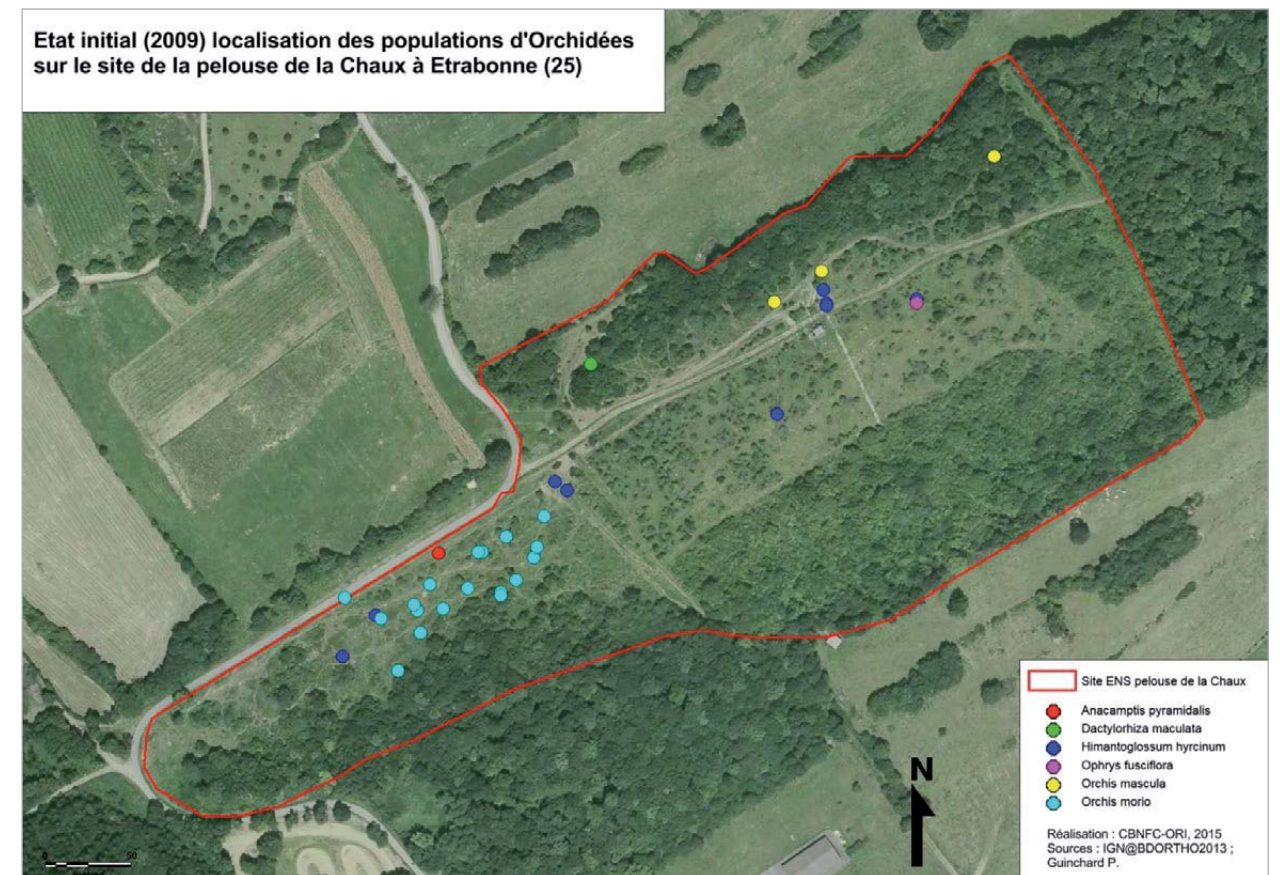 Etat initial (2009) localisation des populations d'Orchidées
sur le site de la pelouse de la Chaux à Etrabonne (25)
N
Site ENS pelouse de la Chaux
Anacamptis pyramidalis
Dactylorhiza maculata
Himantoglossum hyrcinum
Ophrys fusciflora
Orchis mascula
Orchis morio
Réalisation : CBNFC-ORI, 2015
Sources : IGN@BDORTHO2013 ;
Guinchard P.
0 50